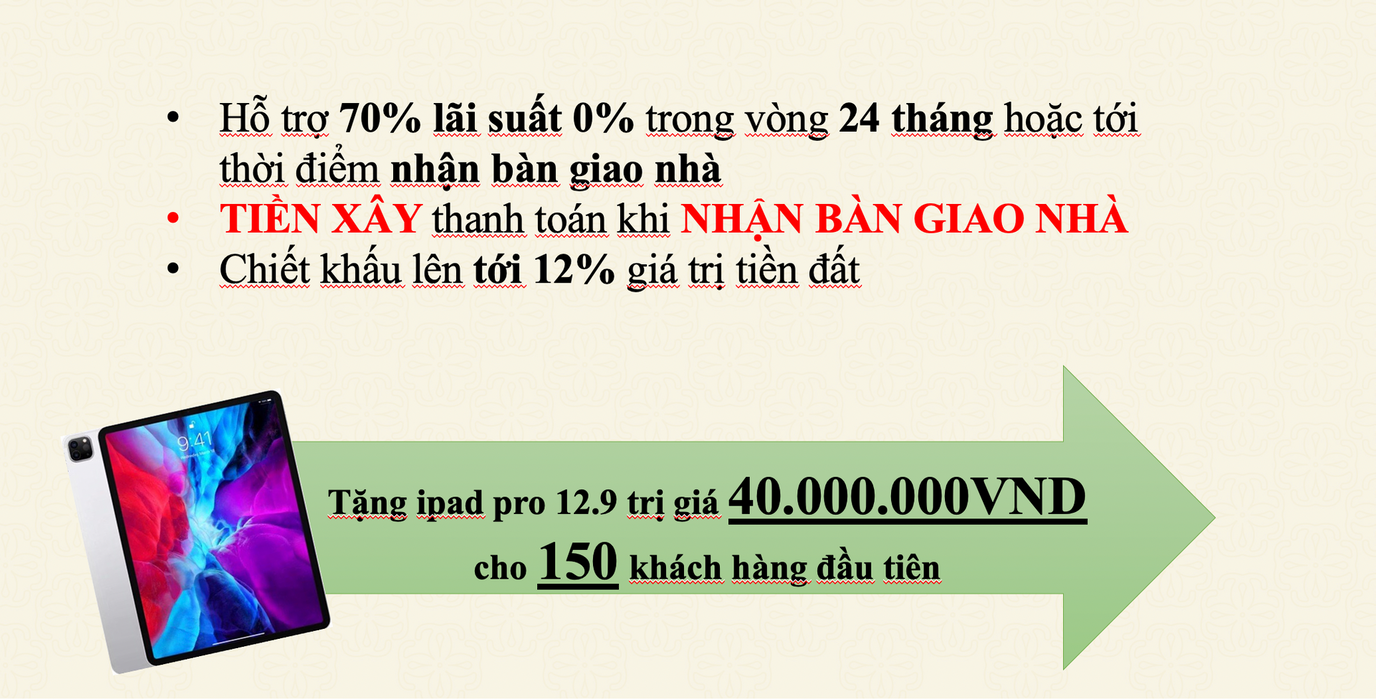 • Hỗ trợ 70% lãi suất 0% trong vòng 24 tháng hoặc tới
thời điểm nhận bàn giao nhà
• TIỀN XÂY thanh toán khi NHẬN BÀN GIAO NHÀ
• Chiết khấu lên tới 12% giá trị tiền đất
9:41
Tặng ipad pro 12.9 trị giá 40.000.000VND
cho 150 khách hàng đầu tiên